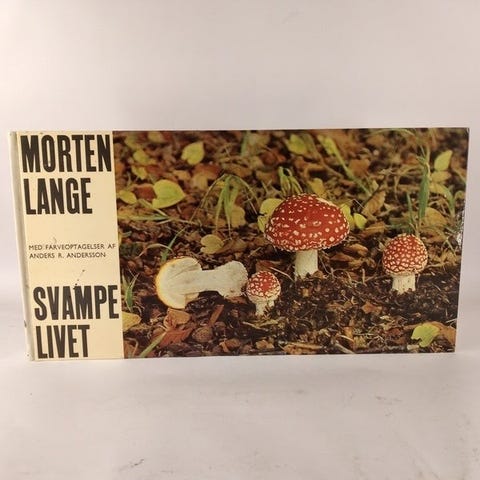 MORTEN
LANGE
MED FARVEOPTAGELSER AF
ANDERS R. ANDERSSON
SVAMPE
LIVET